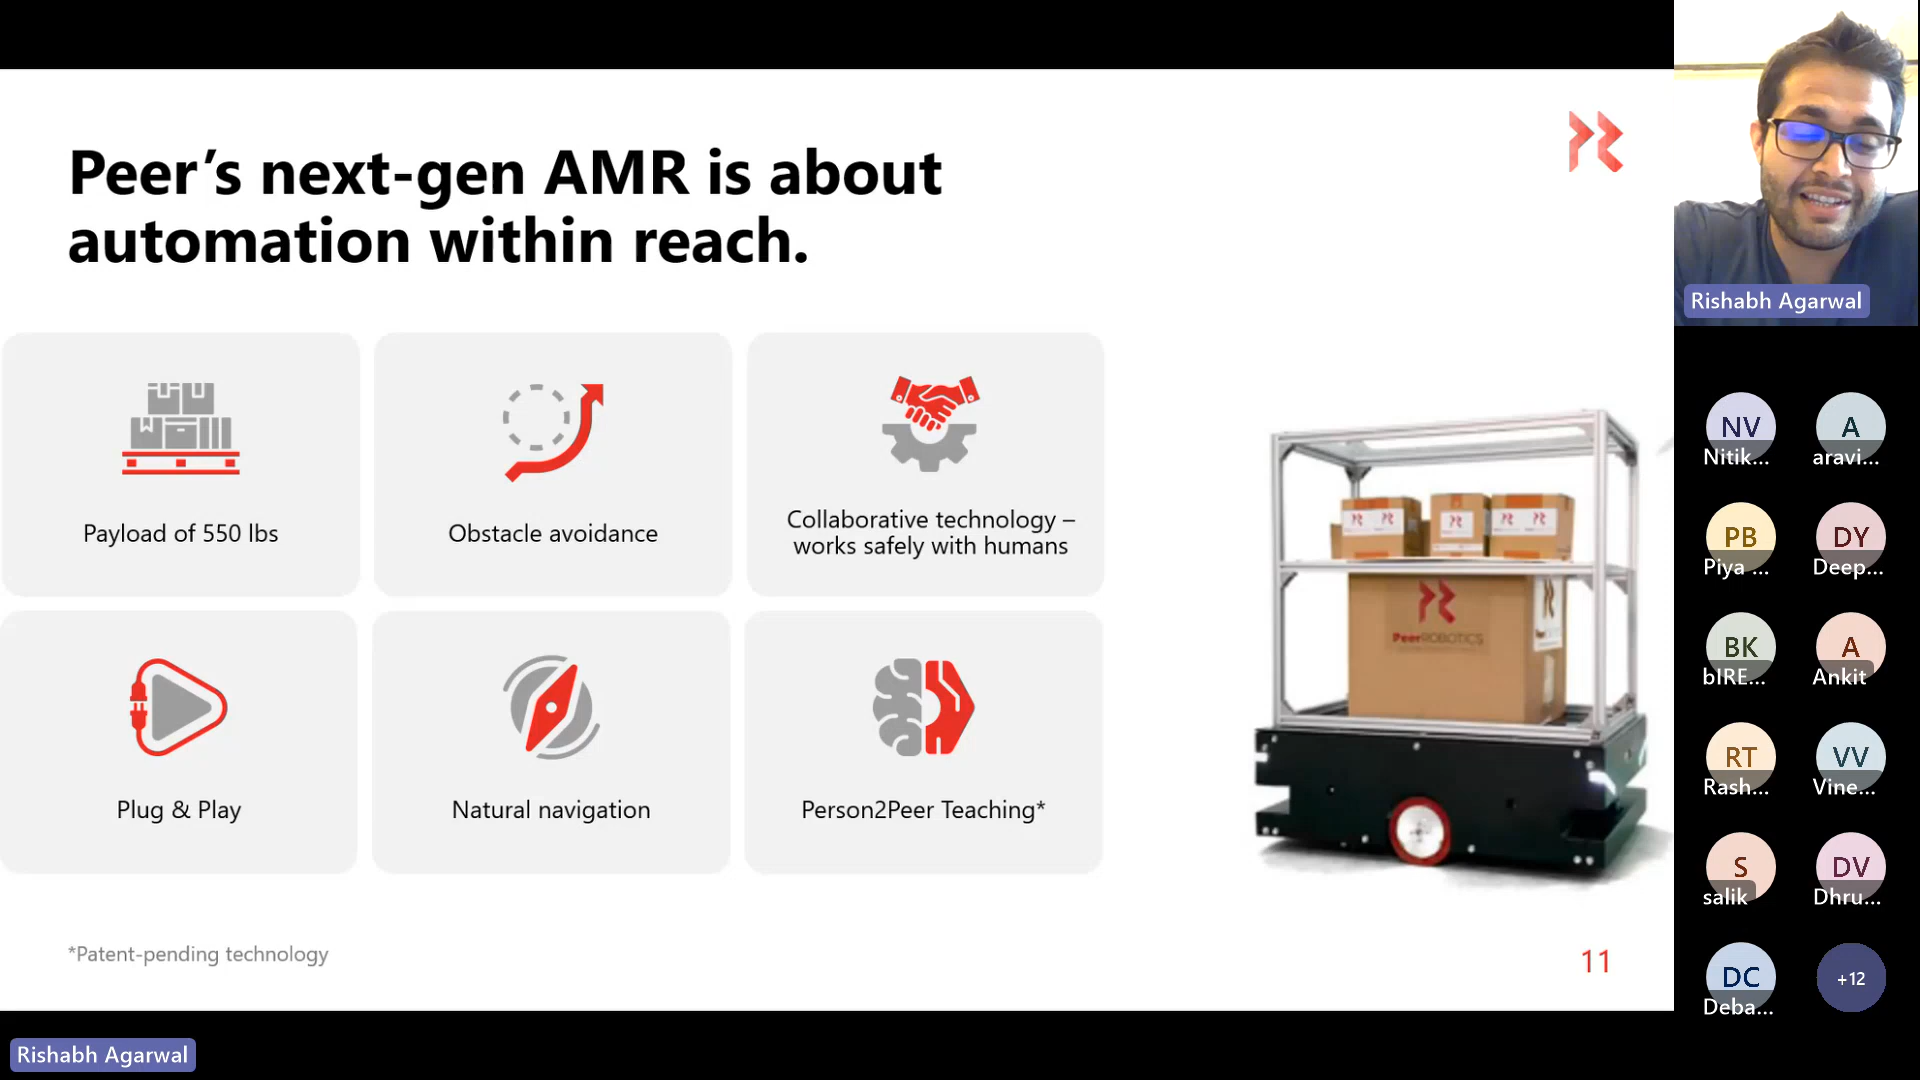 Peer's next-gen AMR is about
automation within reach.
Payload of 550 lbs
Obstacle avoidance
Collaborative technology –
works safely with humans
Plug & Play
Natural navigation
Person2Peer Teaching*
PeerROBOTICS
*Patent-pending technology
11
Rishabh Agarwal
Rishabh Agarwal
NV
Nitik...
A
aravi...
PB
Piya ...
DY
Deep...
BK
bIRE...
A
Ankit
RT
Rash...
VV
Vine...
S
salik
DV
Dhru...
DC
Deba...
+12